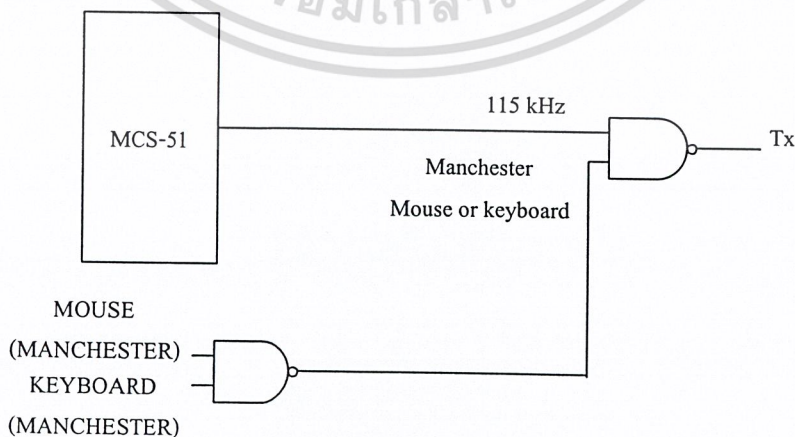 115 kHz
MCS-51
Tx
Manchester
Mouse or keyboard
MOUSE
(MANCHESTER)
KEYBOARD
(MANCHESTER)